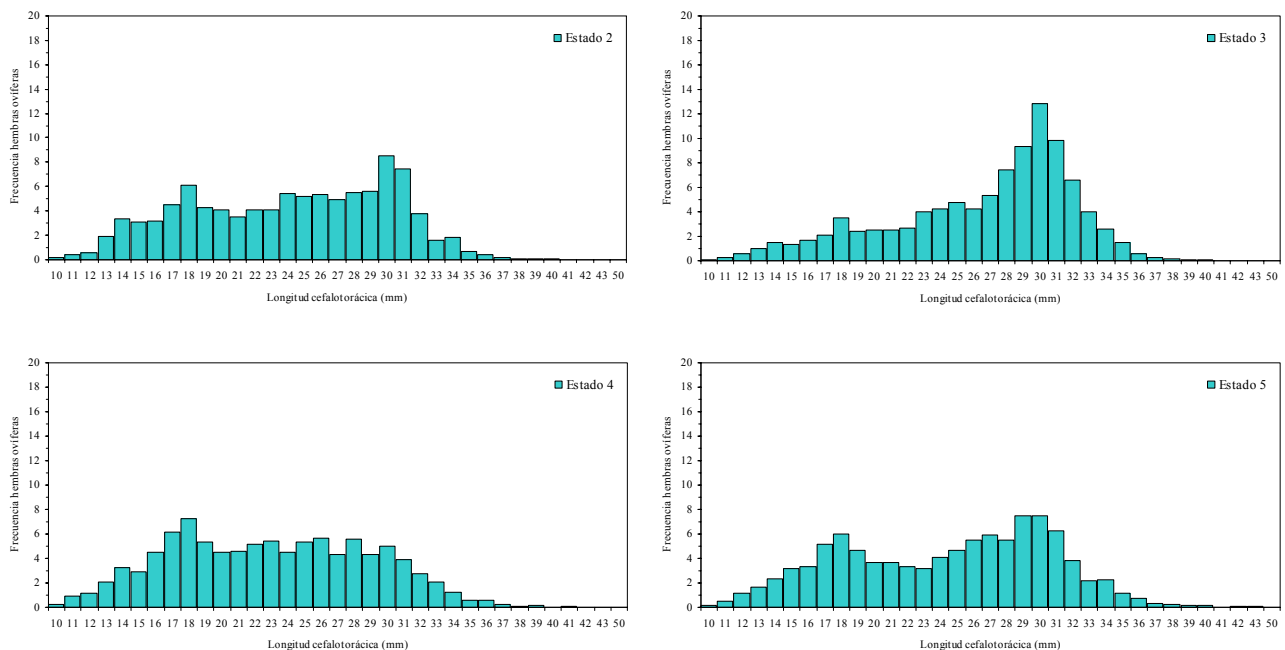 Estado 2
Frecuencia hembras ovíferas
20
18
16
14
12
10
8
6
4
2
0
10 11 12 13 14 15 16 17 18 19 20 21 22 23 24 25 26 27 28 29 30 31 32 33 34 35 36 37 38 39 40 41 42 43 50
Longitud cefalotorácica (mm)
Estado 3
Frecuencia hembras ovíferas
20
18
16
14
12
10
8
6
4
2
0
10 11 12 13 14 15 16 17 18 19 20 21 22 23 24 25 26 27 28 29 30 31 32 33 34 35 36 37 38 39 40 41 42 43 50
Longitud cefalotorácica (mm)
Estado 4
Frecuencia hembras ovíferas
20
18
16
14
12
10
8
6
4
2
0
10 11 12 13 14 15 16 17 18 19 20 21 22 23 24 25 26 27 28 29 30 31 32 33 34 35 36 37 38 39 40 41 42 43 50
Longitud cefalotorácica (mm)
Estado 5
Frecuencia hembras ovíferas
20
18
16
14
12
10
8
6
4
2
0
10 11 12 13 14 15 16 17 18 19 20 21 22 23 24 25 26 27 28 29 30 31 32 33 34 35 36 37 38 39 40 41 42 43 50
Longitud cefalotorácica (mm)